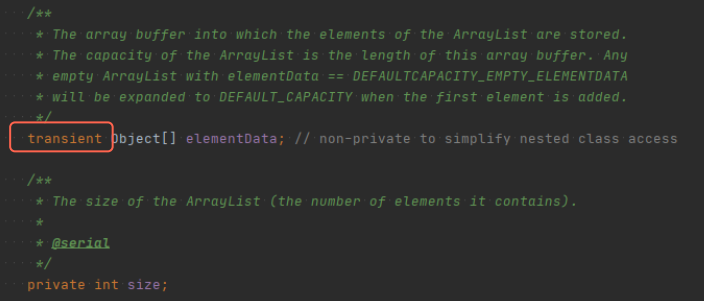 /**
* The array buffer into which the elements of the ArrayList are stored.
* The capacity of the ArrayList is the length of this array buffer. Any
* empty ArrayList with elementData == DEFAULTCAPACITY_EMPTY_ELEMENTDATA
* will be expanded to DEFAULT_CAPACITY when the first element is added.
*/
transient Object[] elementData; // non-private to simplify nested class access
/**
* The size of the ArrayList (the number of elements it contains).
*
* @serial
*/
private int size;